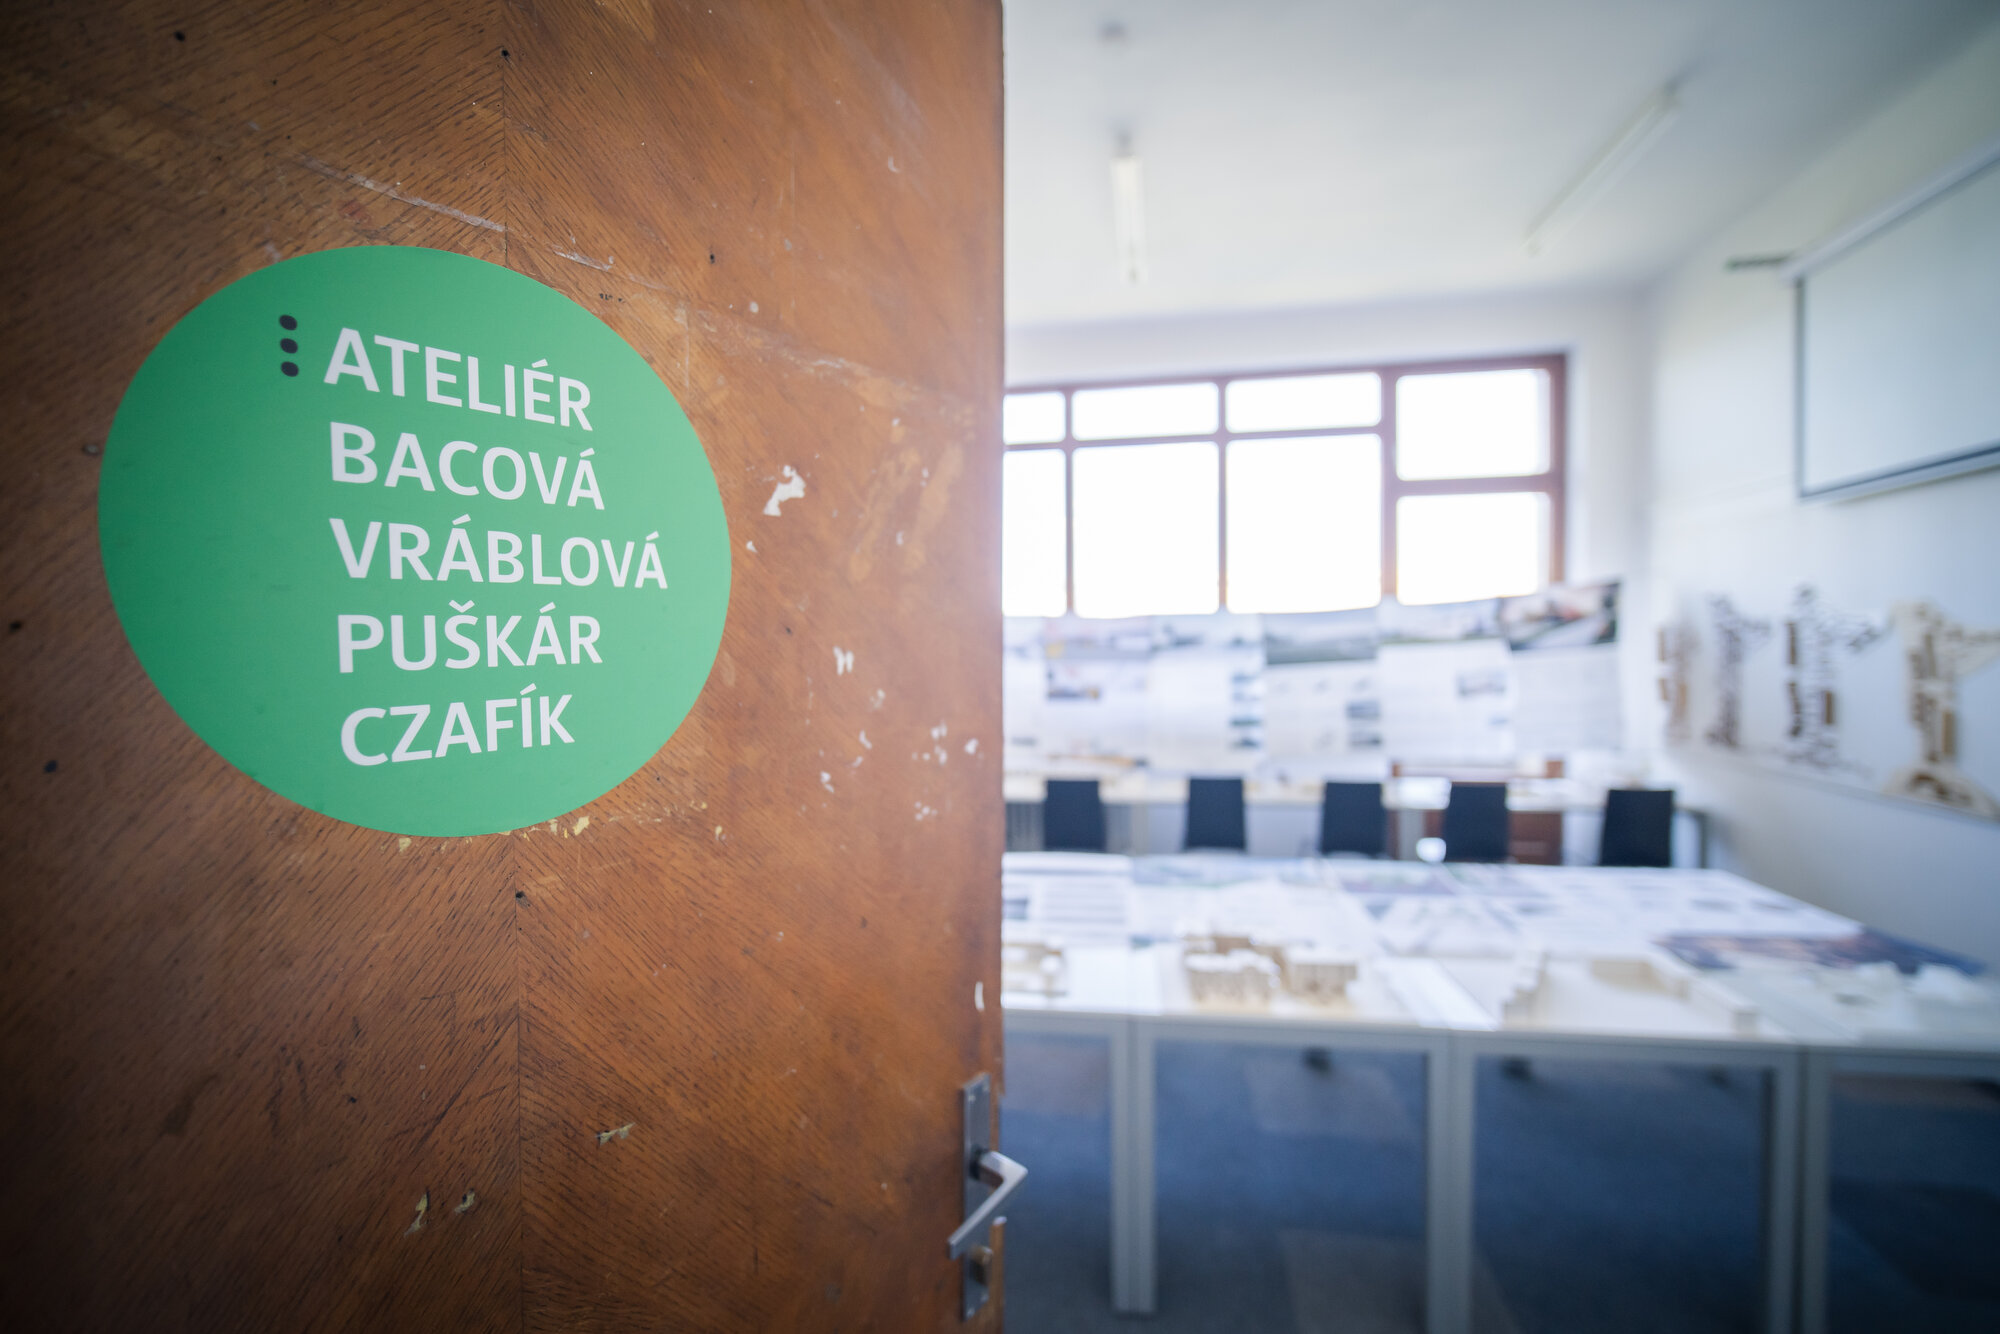 ATELIÉR
BACOVÁ
VRÁBLOVÁ
PUŠKÁR
CZAFÍK